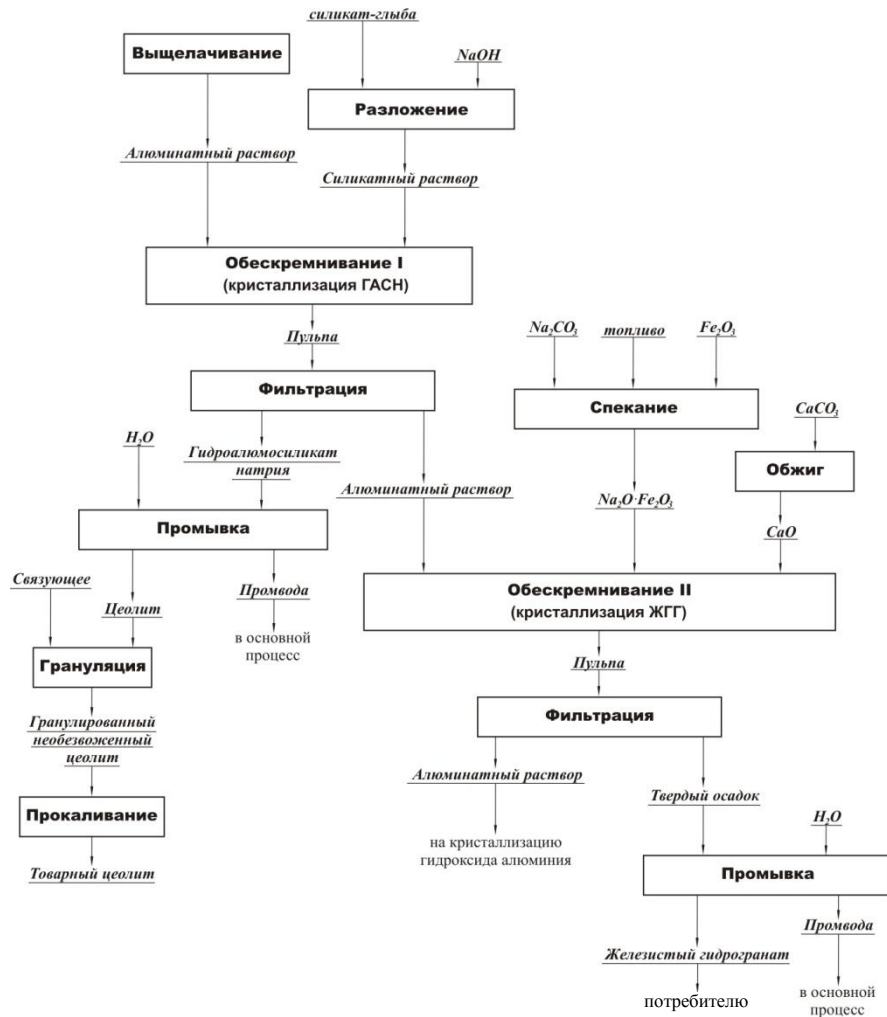 силикат-глыба
Выщелачивание
NaOH
Разложение
Алюминатный раствор
Силикатный раствор
Обескремнивание I
(кристаллизация ГАСН)
Пульпа
Na₂CO₃
топливо
Fe₂O₃
Фильтрация
Спекание
CaCO₃
H₂O
Гидроалюмосиликат
натрия
Обжиг
Алюминатный раствор
Na₂O·Fe₂O₃
Промывка
CaO
Связующее
Цеолит
Промвода
Обескремнивание II
(кристаллизация ЖГГ)
в основной
процесс
Грануляция
Пульпа
Гранулированный
необезвоженный
цеолит
Фильтрация
Алюминатный раствор
Твердый осадок
Прокаливание
H₂O
на кристаллизацию
гидроксида алюминия
Товарный цеолит
Промывка
Промвода
Железистый гидрогранат
потребителю
в основной
процесс